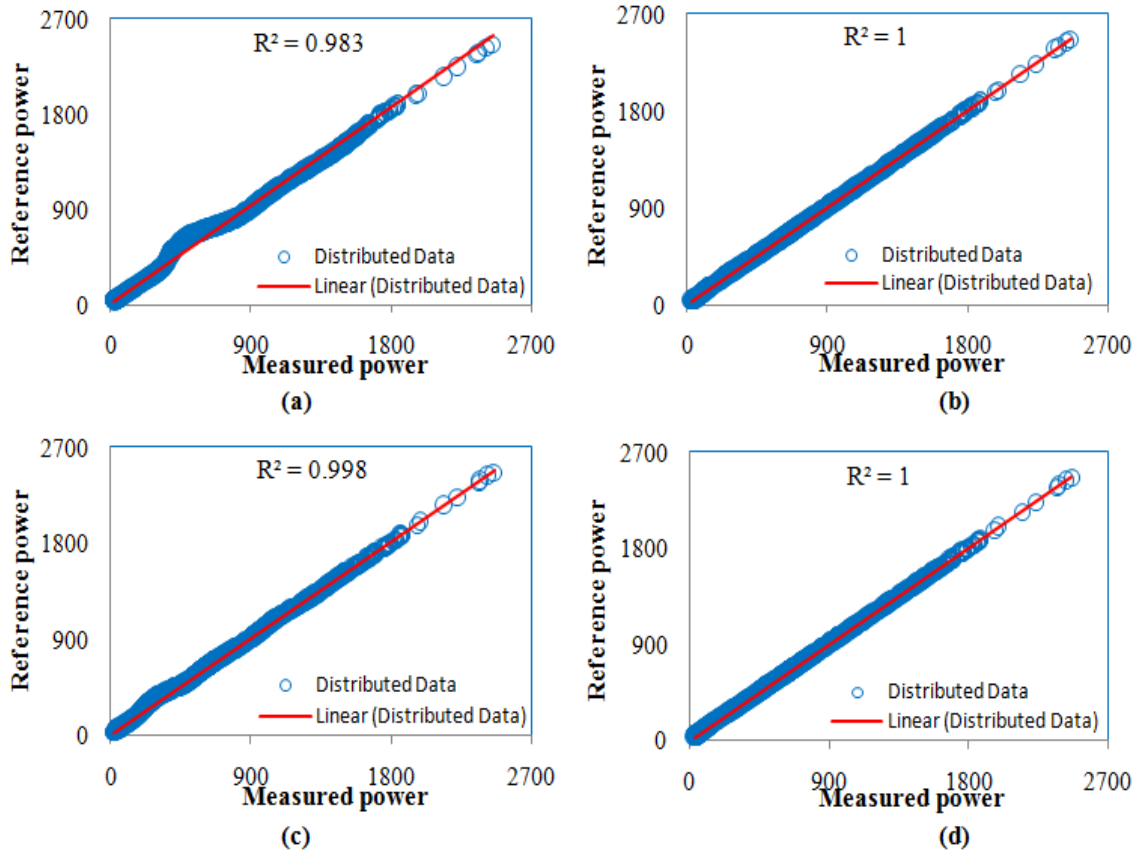 2700
R² = 0.983
1800
900
0
Reference power
Distributed Data
Linear (Distributed Data)
0 900 1800 2700
Measured power
(a)
2700
R² = 1
1800
900
0
Reference power
Distributed Data
Linear (Distributed Data)
0 900 1800 2700
Measured power
(b)
2700
R² = 0.998
1800
900
0
Reference power
Distributed Data
Linear (Distributed Data)
0 900 1800 2700
Measured power
(c)
2700
R² = 1
1800
900
0
Reference power
Distributed Data
Linear (Distributed Data)
0 900 1800 2700
Measured power
(d)